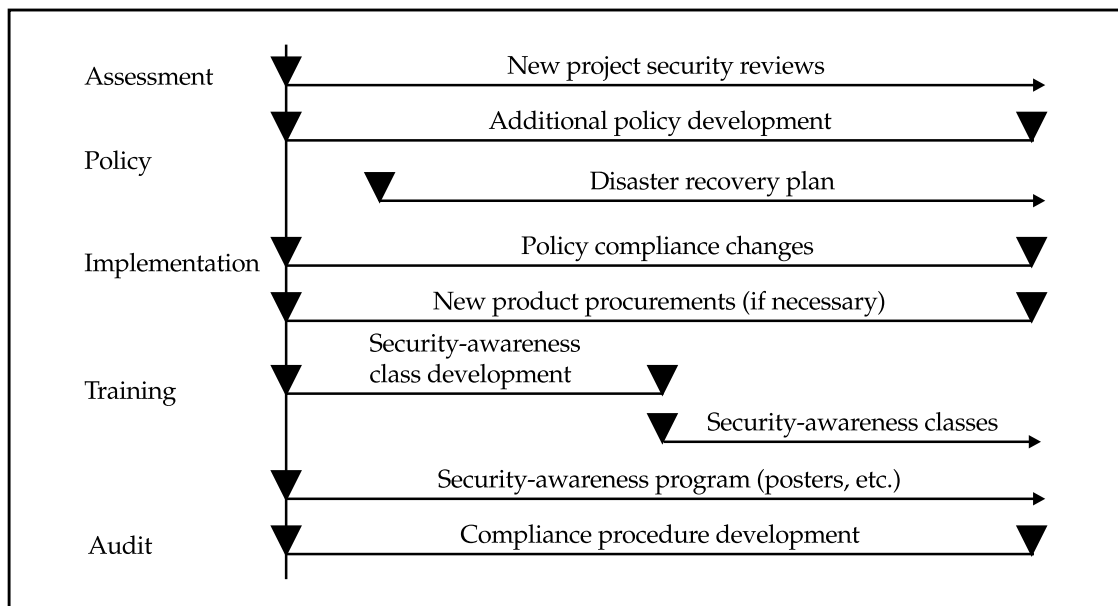 Assessment
New project security reviews
Additional policy development
Policy
Disaster recovery plan
Policy compliance changes
Implementation
New product procurements (if necessary)
Security-awareness
class development
Training
Security-awareness classes
Security-awareness program (posters, etc.)
Compliance procedure development
Audit